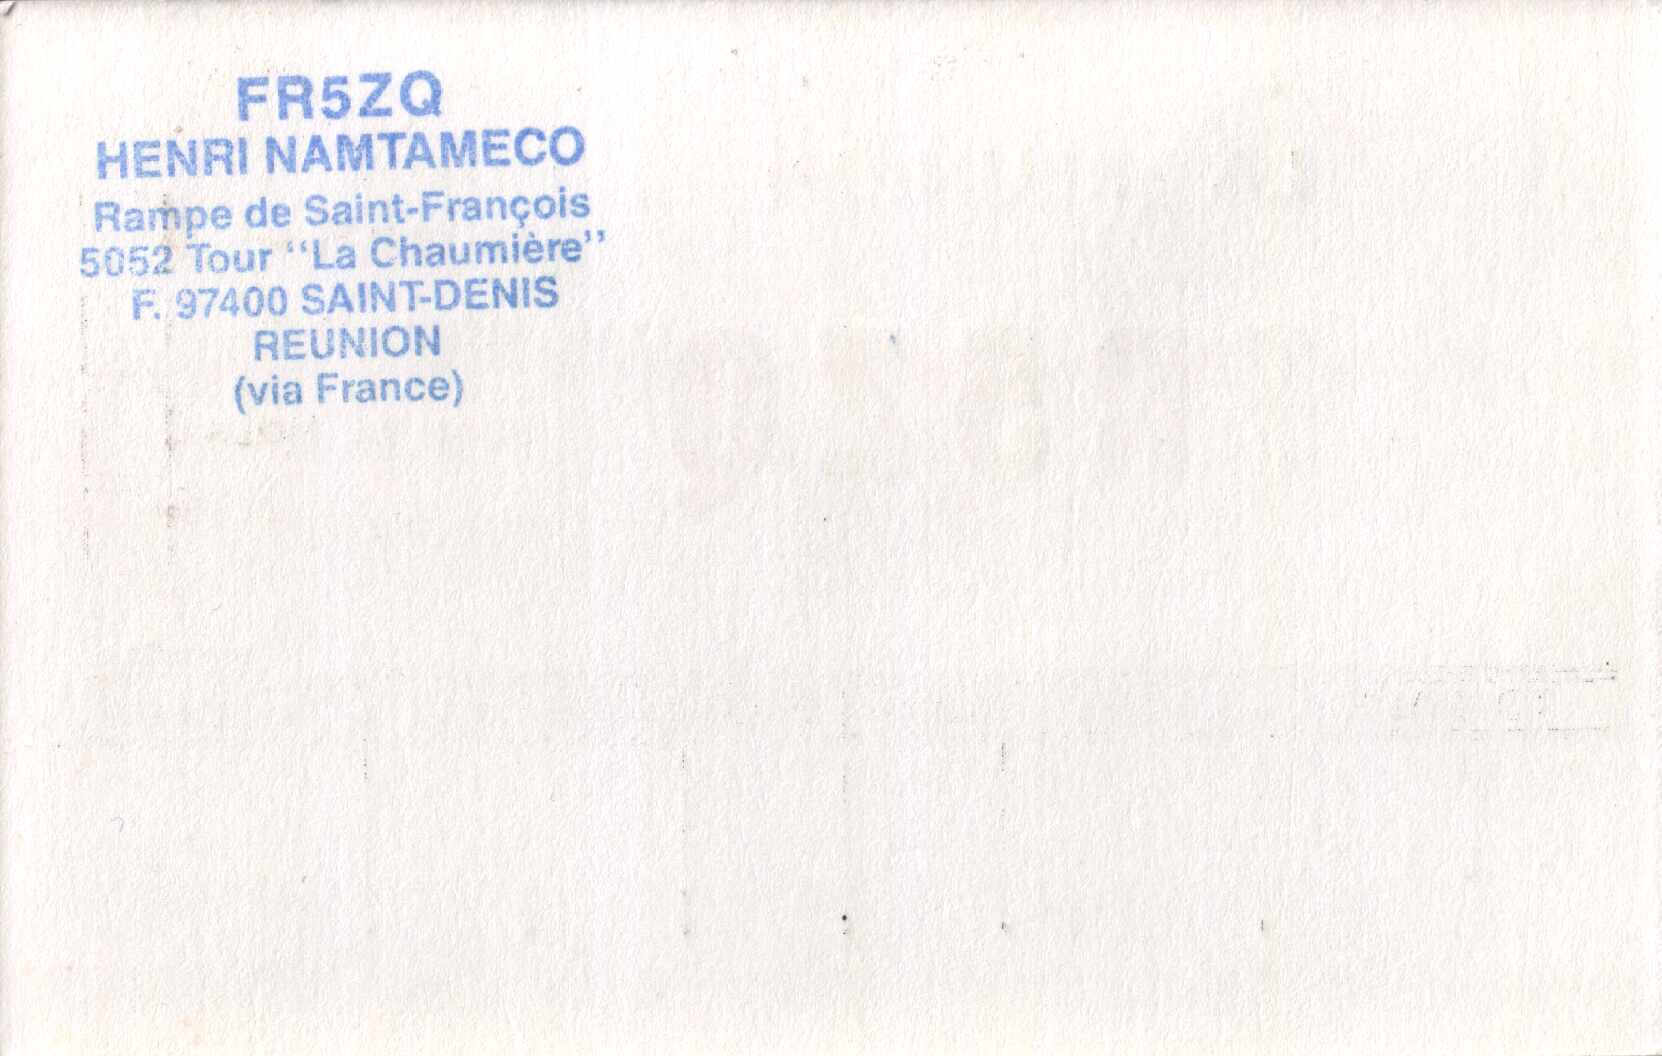 FR5ZQ
HENRI NAMTAMECO
Rampe de Saint-François
5052 Tour "La Chaumière"
F. 97400 SAINT-DENIS
REUNION
(via France)